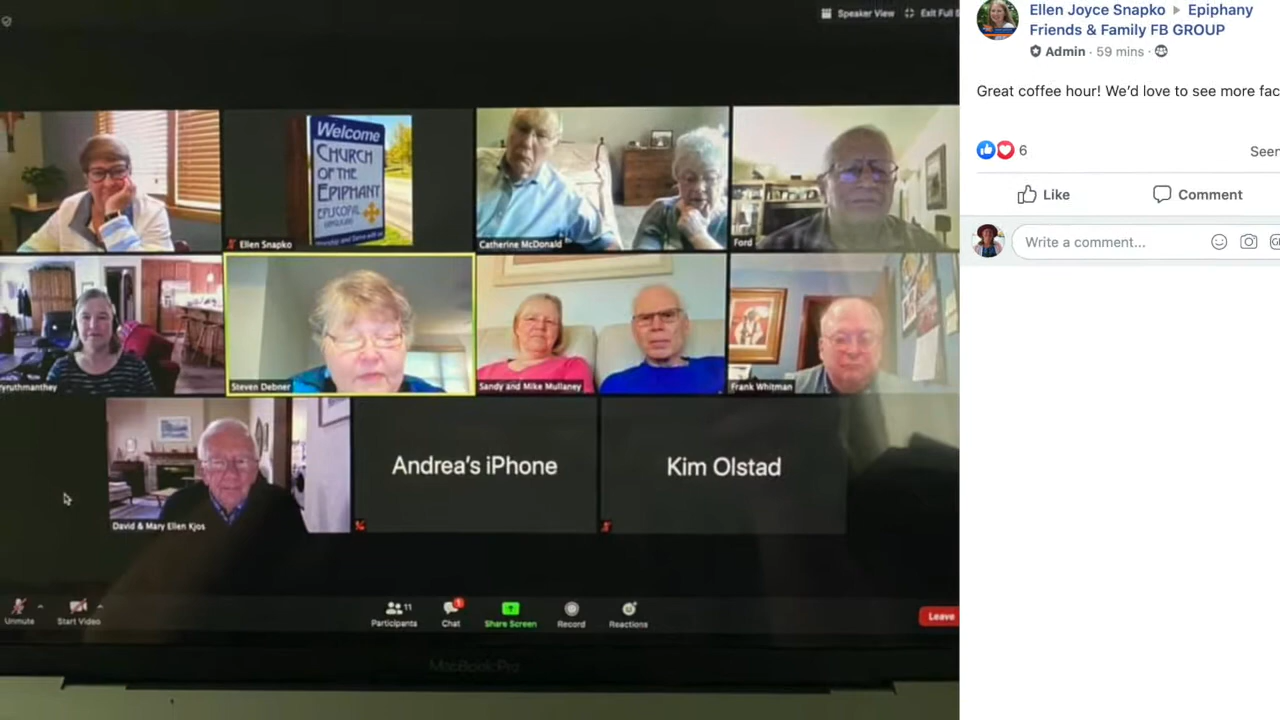 Speaker View Exit Full S
Welcome
CHURCH
OF THE
EPIPHANY
EPISCOPAL
Ellen Snapko
Catherine McDonald
Ford
yruthmanthey
Steven Debner
Sandy and Mike Mullaney
Frank Whitman
David & Mary Ellen Kjos
Andrea's iPhone
Kim Olstad
Unmute
Start Video
11
Participants
1
Chat
Share Screen
Record
Reactions
Leave
MacBook Pro
Ellen Joyce Snapko ▸ Epiphany
Friends & Family FB GROUP
Admin · 59 mins ·
Great coffee hour! We'd love to see more fac
6
Seen
Like
Comment
Write a comment...